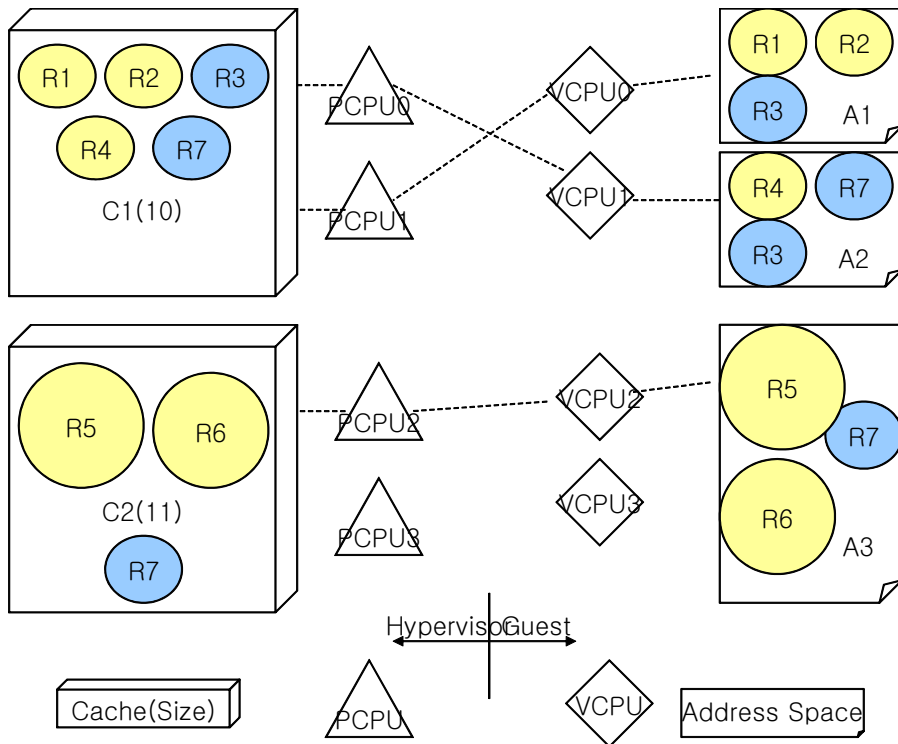 R1 R2 R3
R4 R7
C1(10)
PCPU0
PCPU1
VCPU0
VCPU1
R1 R2
R3 A1
R4 R7
R3 A2
R5 R6
C2(11)
R7
PCPU2
PCPU3
VCPU2
VCPU3
R5
R7
R6
A3
Hypervisor Guest
Cache(Size) PCPU VCPU Address Space